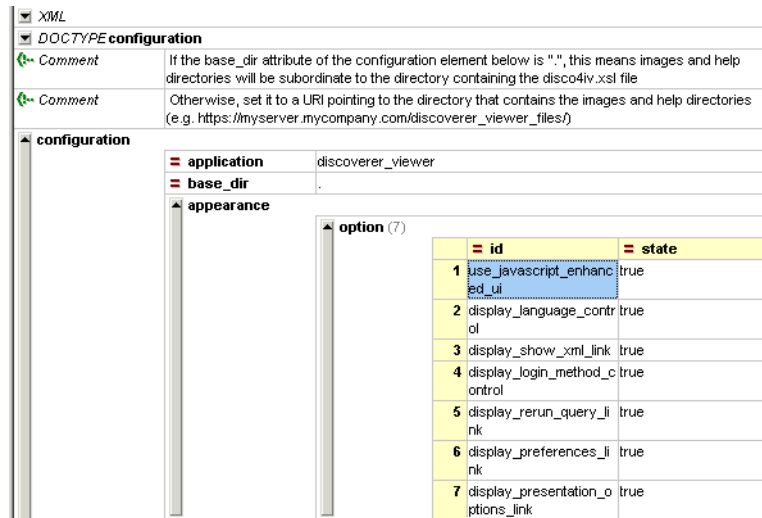 XML
DOCTYPE configuration
Comment If the base_dir attribute of the configuration element below is ".", this means images and help
directories will be subordinate to the directory containing the disco4iv.xsl file
Comment Otherwise, set it to a URI pointing to the directory that contains the images and help directories
(e.g. https://myserver.mycompany.com/discoverer_viewer_files/)
configuration
= application discoverer_viewer
= base_dir .
appearance
option (7)
= id = state
1 use_javascript_enhanc true
ed_ui
2 display_language_contr true
ol
3 display_show_xml_link true
4 display_login_method_c true
ontrol
5 display_rerun_query_li true
nk
6 display_preferences_li true
nk
7 display_presentation_o true
ptions_link